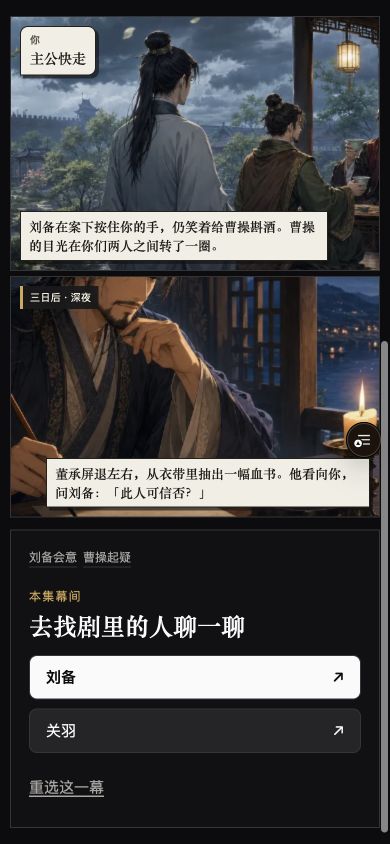 你
主公快走
刘备在案下按住你的手，仍笑着给曹操斟酒。曹操
的目光在你们两人之间转了一圈。
三日后 · 深夜
董承屏退左右，从衣带里抽出一幅血书。他看向你，
问刘备：「此人可信否？」
刘备会意 曹操起疑
本集幕间
去找剧里的人聊一聊
刘备
关羽
重选这一幕